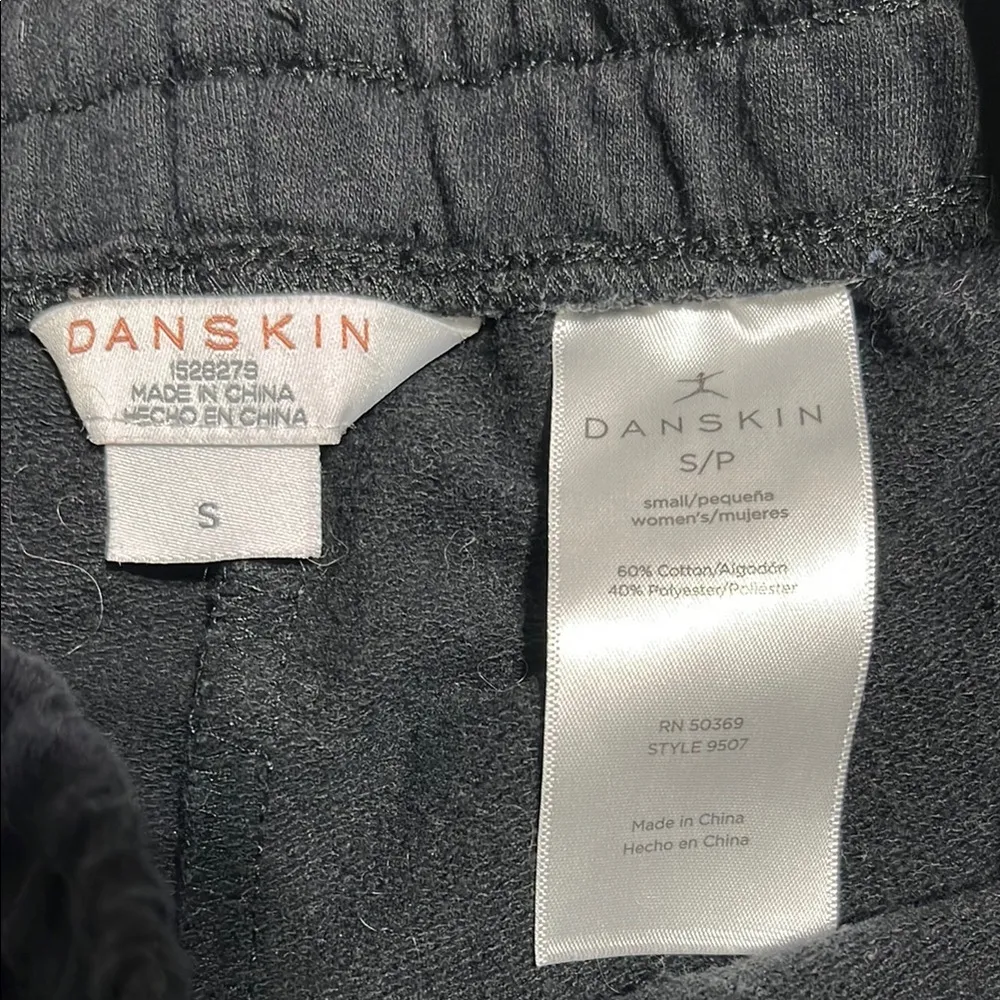 DANSKIN
1528279
MADE IN CHINA
HECHO EN CHINA
S
DANSKIN
S/P
small/pequeña
women's/mujeres
60% Cotton/Algodón
40% Polyester/Poliéster
RN 50369
STYLE 9507
Made in China
Hecho en China